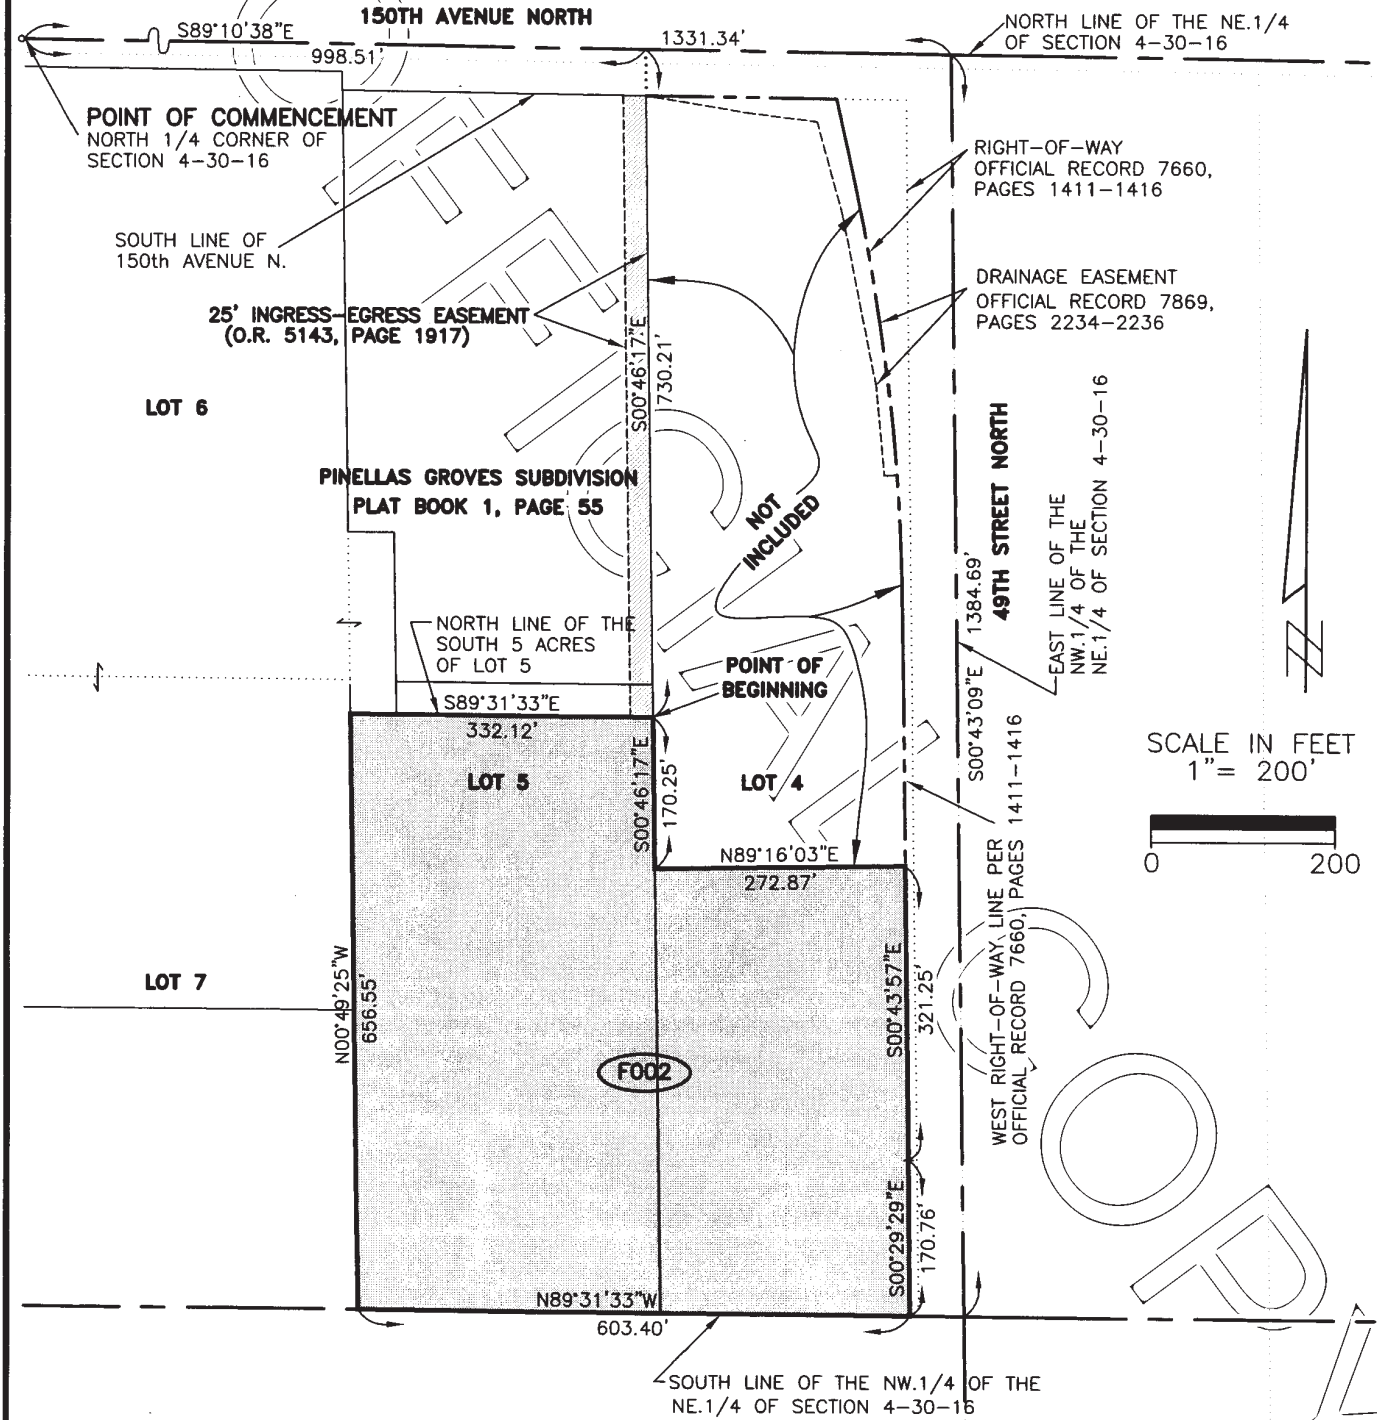 150TH AVENUE NORTH
S89°10'38"E
998.51'
1331.34'
NORTH LINE OF THE NE.1/4
OF SECTION 4-30-16
POINT OF COMMENCEMENT
NORTH 1/4 CORNER OF
SECTION 4-30-16
RIGHT-OF-WAY
OFFICIAL RECORD 7660,
PAGES 1411-1416
SOUTH LINE OF
150th AVENUE N.
DRAINAGE EASEMENT
OFFICIAL RECORD 7869,
PAGES 2234-2236
25' INGRESS-EGRESS EASEMENT
(O.R. 5143, PAGE 1917)
S00°46'17"E
730.21'
LOT 6
PINELLAS GROVES SUBDIVISION
PLAT BOOK 1, PAGE 55
NOT
INCLUDED
49TH STREET NORTH
EAST LINE OF THE
NW.1/4 OF THE
NE.1/4 OF SECTION 4-30-16
S00°43'09"E 1384.69'
NORTH LINE OF THE
SOUTH 5 ACRES
OF LOT 5
POINT OF
BEGINNING
S89°31'33"E
332.12'
N
SCALE IN FEET
1"= 200'
0 200
LOT 5
S00°46'17"E
170.25'
LOT 4
N89°16'03"E
272.87'
WEST RIGHT-OF-WAY LINE PER
OFFICIAL RECORD 7660, PAGES 1411-1416
LOT 7
N00°49'25"W
656.55'
S00°43'57"E
321.25'
F002
S00°29'29"E
170.76'
N89°31'33"W
603.40'
SOUTH LINE OF THE NW.1/4 OF THE
NE.1/4 OF SECTION 4-30-16